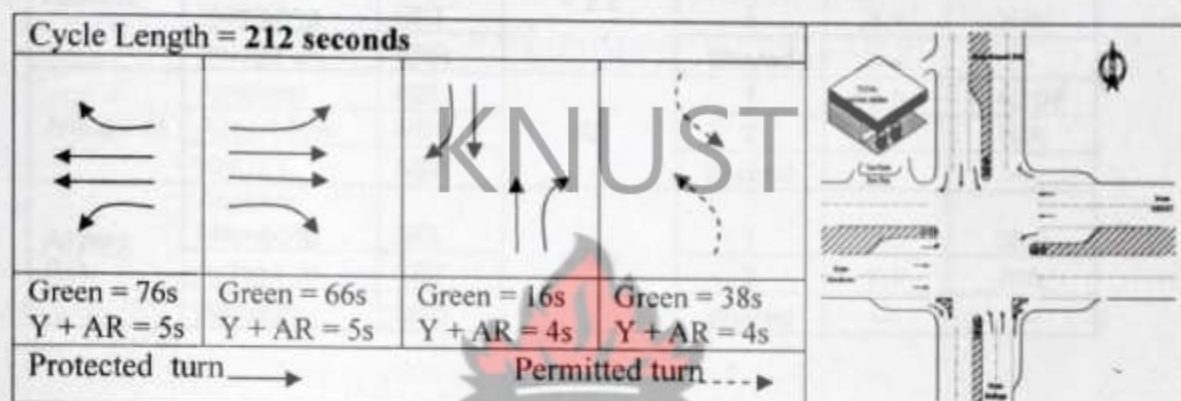 Cycle Length = 212 seconds
KNUST
Green = 76s
Y + AR = 5s
Green = 66s
Y + AR = 5s
Green = 16s
Y + AR = 4s
Green = 38s
Y + AR = 4s
Protected turn
Permitted turn
TOTAL